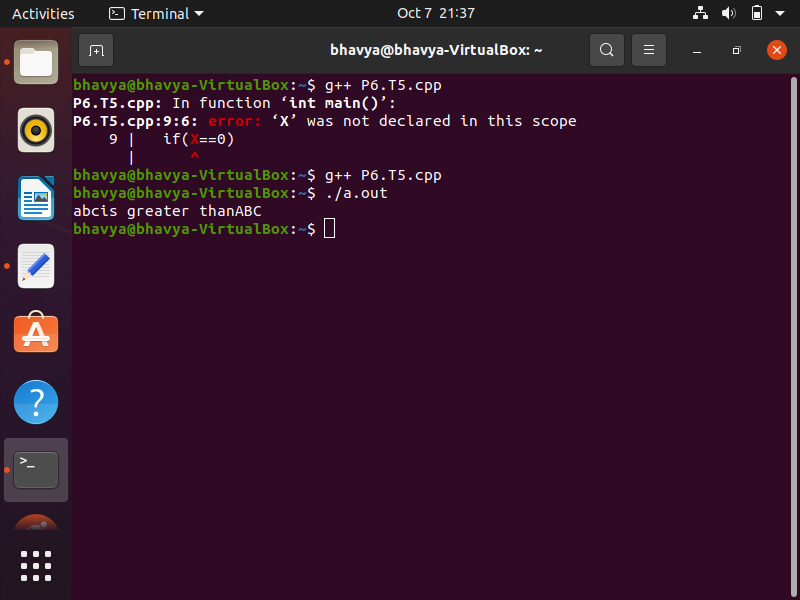 Activities Terminal Oct 7 21:37
bhavya@bhavya-VirtualBox: ~
bhavya@bhavya-VirtualBox:~$ g++ P6.T5.cpp
P6.T5.cpp: In function ‘int main()’:
P6.T5.cpp:9:6: error: ‘X’ was not declared in this scope
    9 |   if(X==0)
      |      ^
bhavya@bhavya-VirtualBox:~$ g++ P6.T5.cpp
bhavya@bhavya-VirtualBox:~$ ./a.out
abcis greater thanABC
bhavya@bhavya-VirtualBox:~$